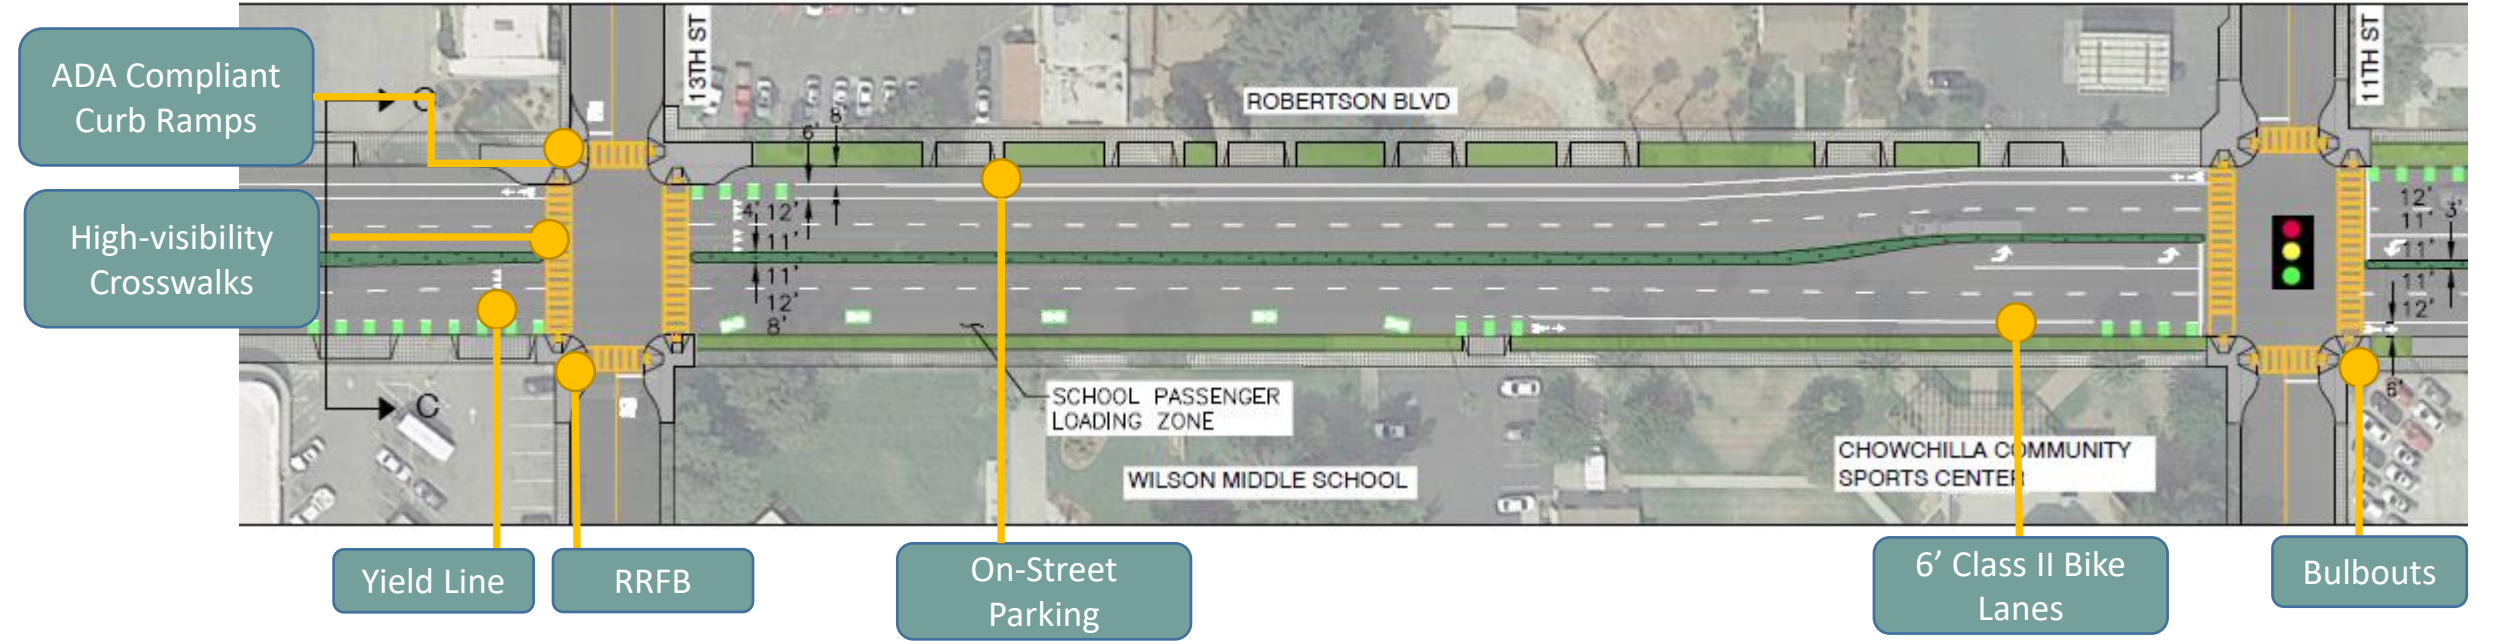 ADA Compliant
Curb Ramps
High-visibility
Crosswalks
C
C
13TH ST
ROBERTSON BLVD
11TH ST
6'
8'
4'
12'
11'
11'
12'
8'
12'
11'
3'
11'
11'
12'
6'
SCHOOL PASSENGER
LOADING ZONE
WILSON MIDDLE SCHOOL
CHOWCHILLA COMMUNITY
SPORTS CENTER
Yield Line
RRFB
On-Street
Parking
6’ Class II Bike
Lanes
Bulbouts